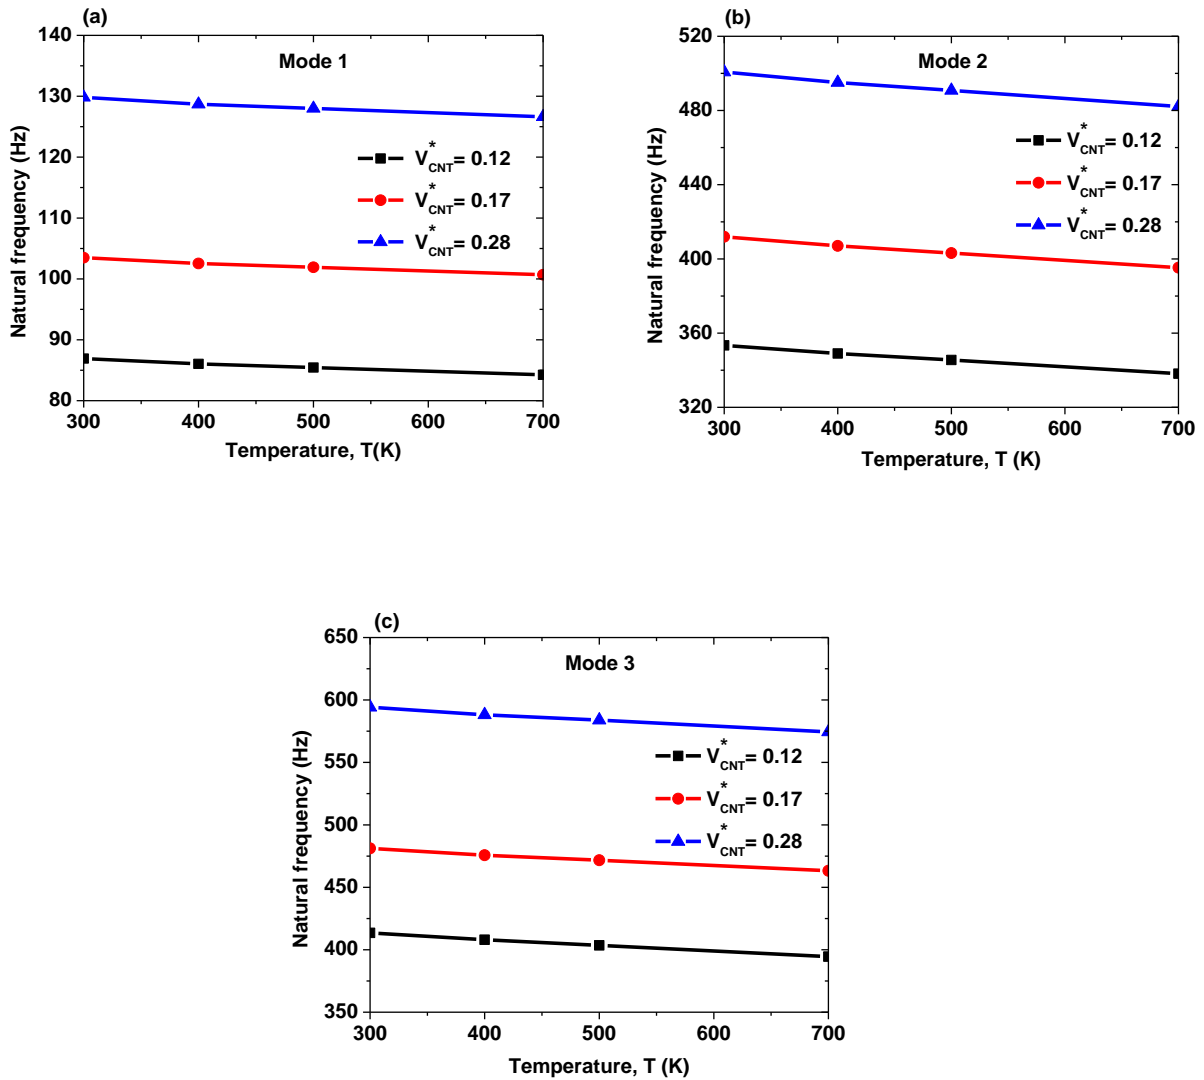 (a)
Mode 1
140
130
120
110
100
90
80
Natural frequency (Hz)
V*CNT= 0.12
V*CNT= 0.17
V*CNT= 0.28
300 400 500 600 700
Temperature, T(K)
(b)
Mode 2
520
480
440
400
360
320
Natural frequency (Hz)
V*CNT= 0.12
V*CNT= 0.17
V*CNT= 0.28
300 400 500 600 700
Temperature, T (K)
(c)
Mode 3
650
600
550
500
450
400
350
Natural frequency (Hz)
V*CNT= 0.12
V*CNT= 0.17
V*CNT= 0.28
300 400 500 600 700
Temperature, T (K)